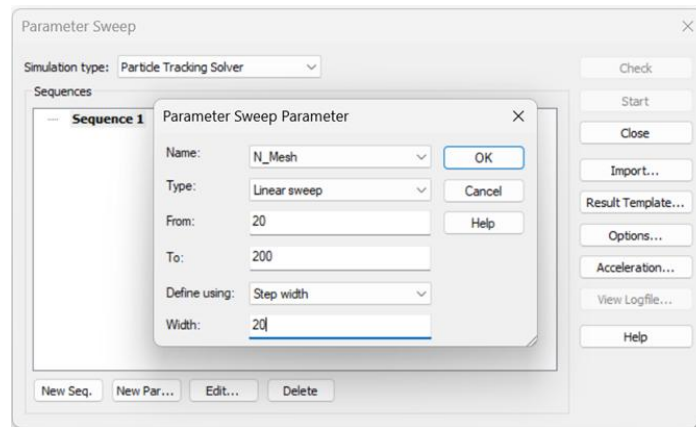 Parameter Sweep
Simulation type: Particle Tracking Solver
Sequences
Sequence 1
Parameter Sweep Parameter
Name: N_Mesh
Type: Linear sweep
From: 20
To: 200
Define using: Step width
Width: 20
OK
Cancel
Help
Check
Start
Close
Import...
Result Template...
Options...
Acceleration...
View Logfile...
Help
New Seq. New Par... Edit... Delete